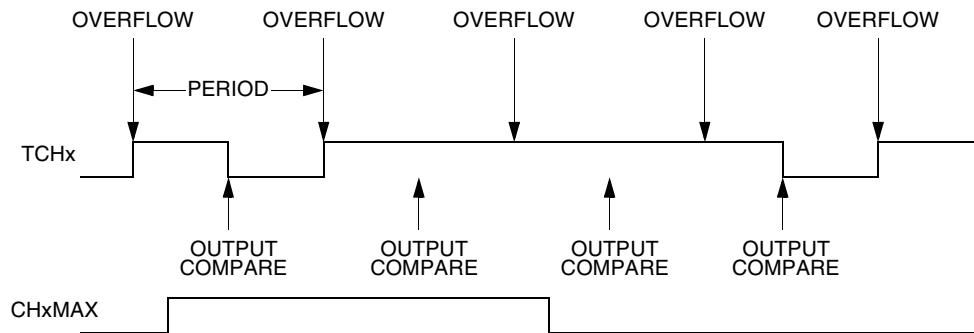 OVERFLOW OVERFLOW OVERFLOW OVERFLOW OVERFLOW
PERIOD
TCHx
OUTPUT COMPARE
OUTPUT COMPARE
OUTPUT COMPARE
OUTPUT COMPARE
CHxMAX